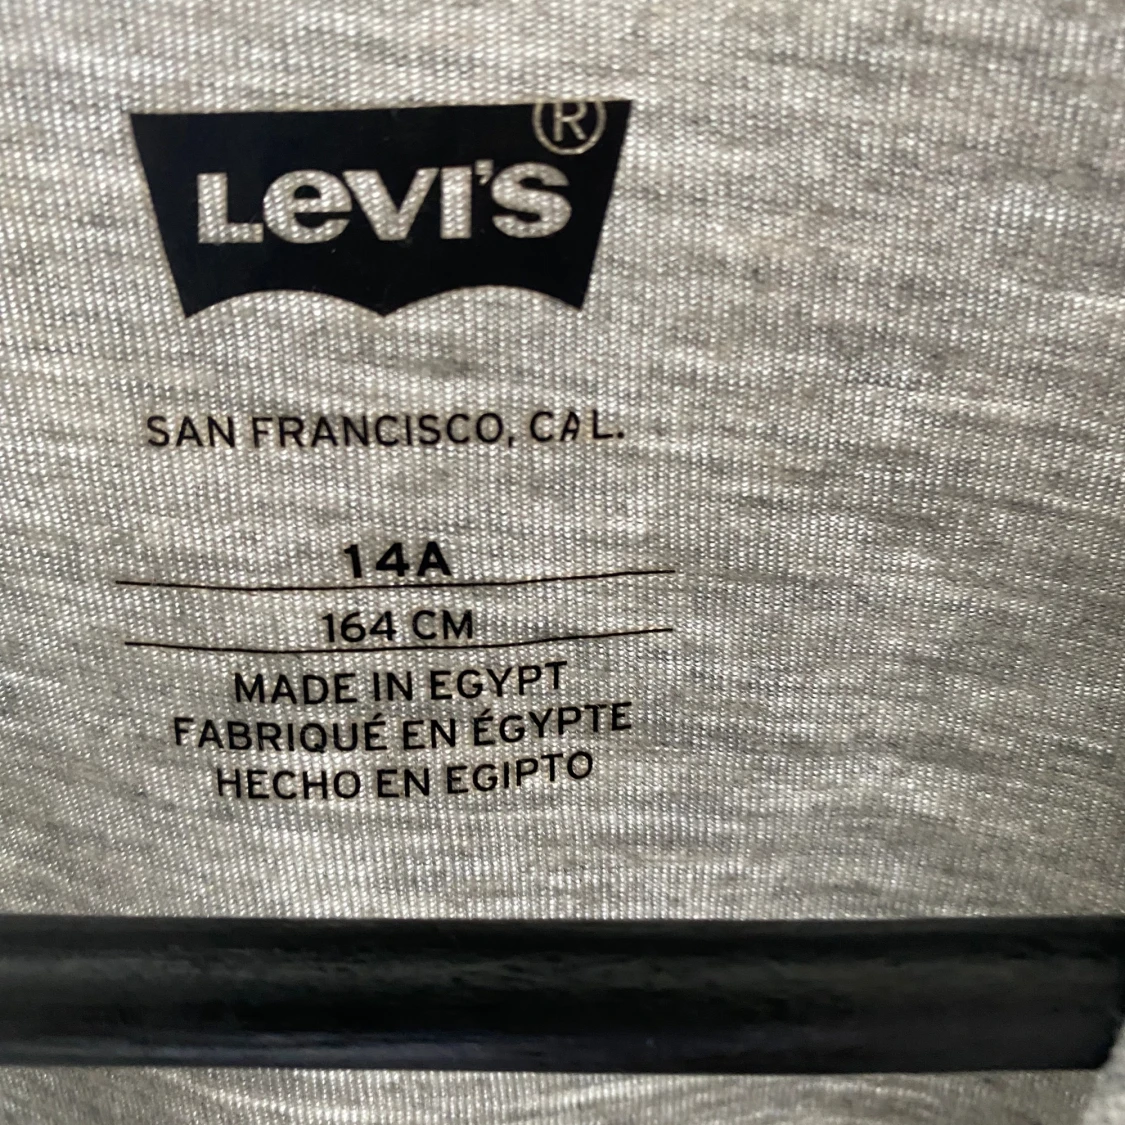 LEVI'S®
SAN FRANCISCO, CAL.
14A
164 CM
MADE IN EGYPT
FABRIQUÉ EN ÉGYPTE
HECHO EN EGIPTO